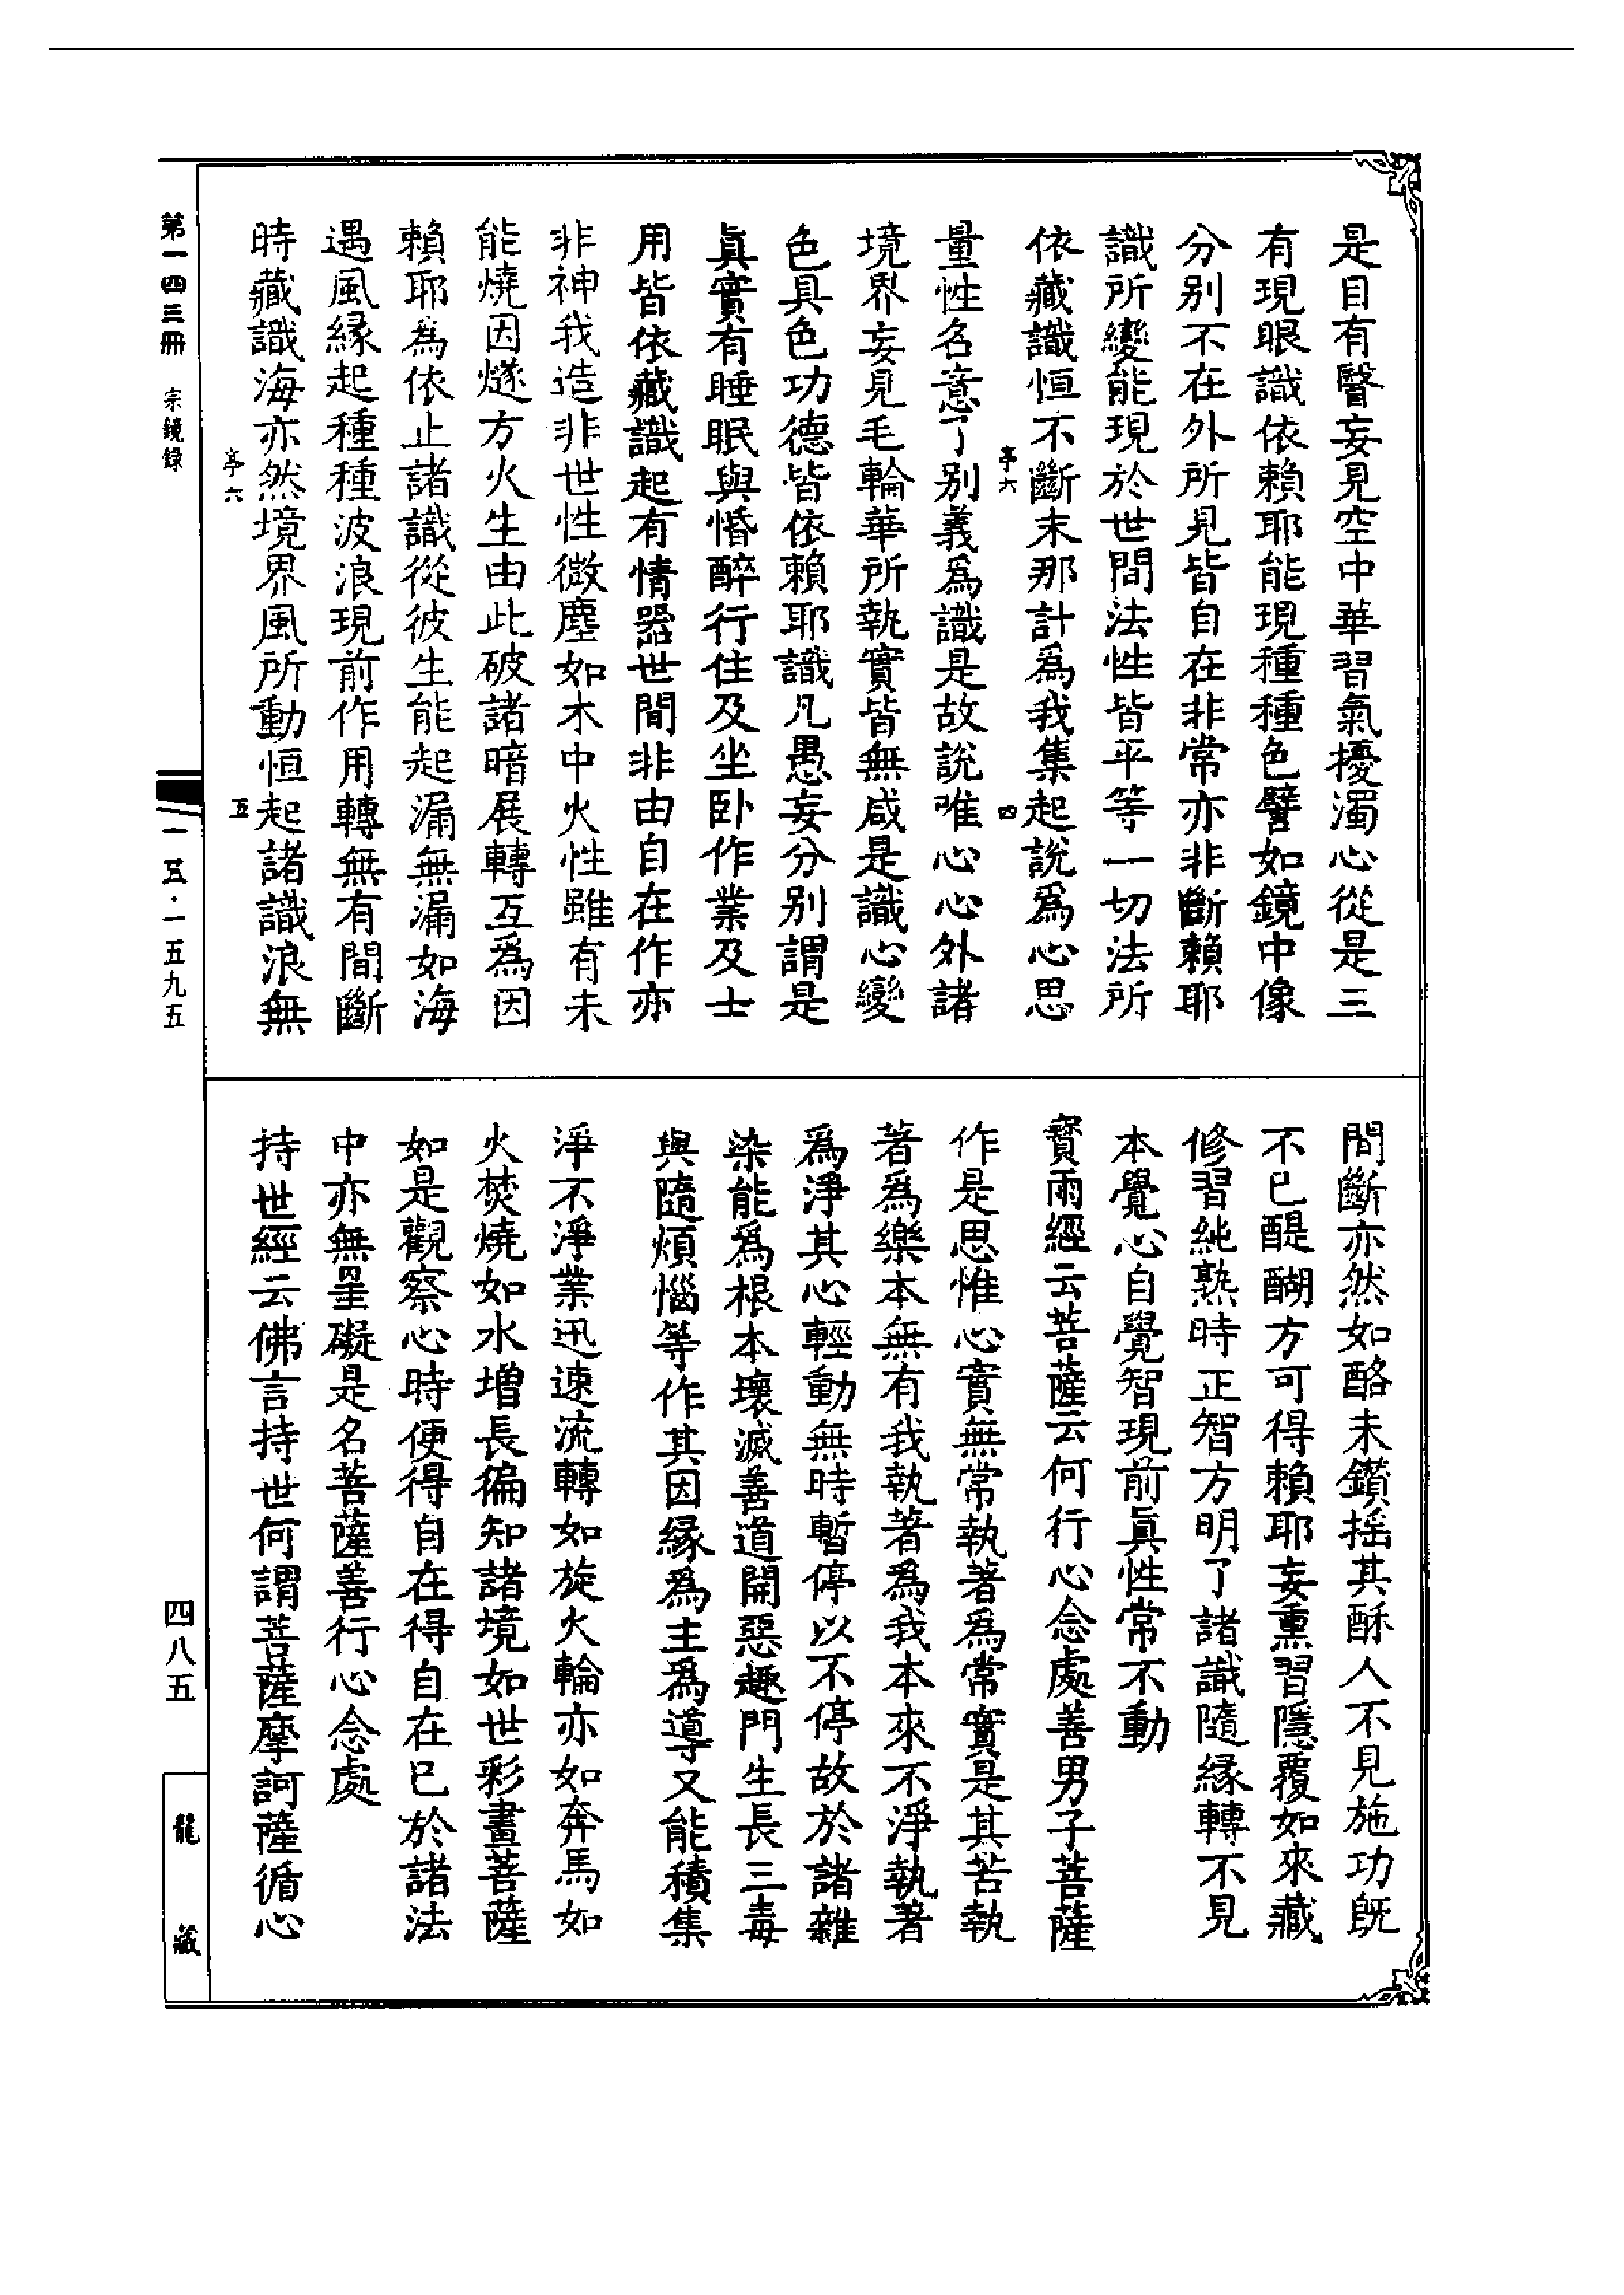 是目有瞖妄見空中華習氣擾濁心從是三
有現眼識依賴耶能現種種色譬如鏡中像
分别不在外所見皆自在非常亦非斷賴耶
識所變能現於世間法性皆平等一切法所
依藏識恒不斷末那計爲我集起說爲心思
亭六
四
量性名意了别義爲識是故說唯心心外諸
境界妄見毛輪華所執實皆無咸是識心變
色具色功德皆依賴耶識凡愚妄分别謂是
眞實有睡眠與惛醉行住及坐卧作業及士
用皆依藏識起有情器世間非由自在作亦
非神我造非世性微塵如木中火性雖有未
能燒因燧方火生由此破諸暗展轉互爲因
賴耶為依止諸識從彼生能起漏無漏如海
遇風緣起種種波浪現前作用轉無有間斷
時藏識海亦然境界風所動恒起諸識浪無
亭六
五
間斷亦然如酪未鑚摇其酥人不見施功旣
不已醍醐方可得賴耶妄熏習隱覆如來藏
修習純熟時正智方明了諸識隨緣轉不見
本覺心自覺智現前眞性常不動
寳雨經云菩薩云何行心念處善男子菩薩
作是思惟心實無常執著為常實是其苦執
著爲樂本無有我執著爲我本來不淨執著
爲淨其心輕動無時暫停以不停故於諸雜
染能爲根本壞滅善道開惡趣門生長三毒
與隨煩惱等作其因緣爲主爲導又能積集
淨不淨業迅速流轉如旋火輪亦如奔馬如
火焚燒如水增長徧知諸境如世彩畫菩薩
如是觀察心時便得自在得自在已於諸法
中亦無罣礙是名菩薩善行心念處
持世經云佛言持世何謂菩薩摩訶薩循心
第一四三冊 宗鏡錄
一五·一五九五
四八五
龍藏